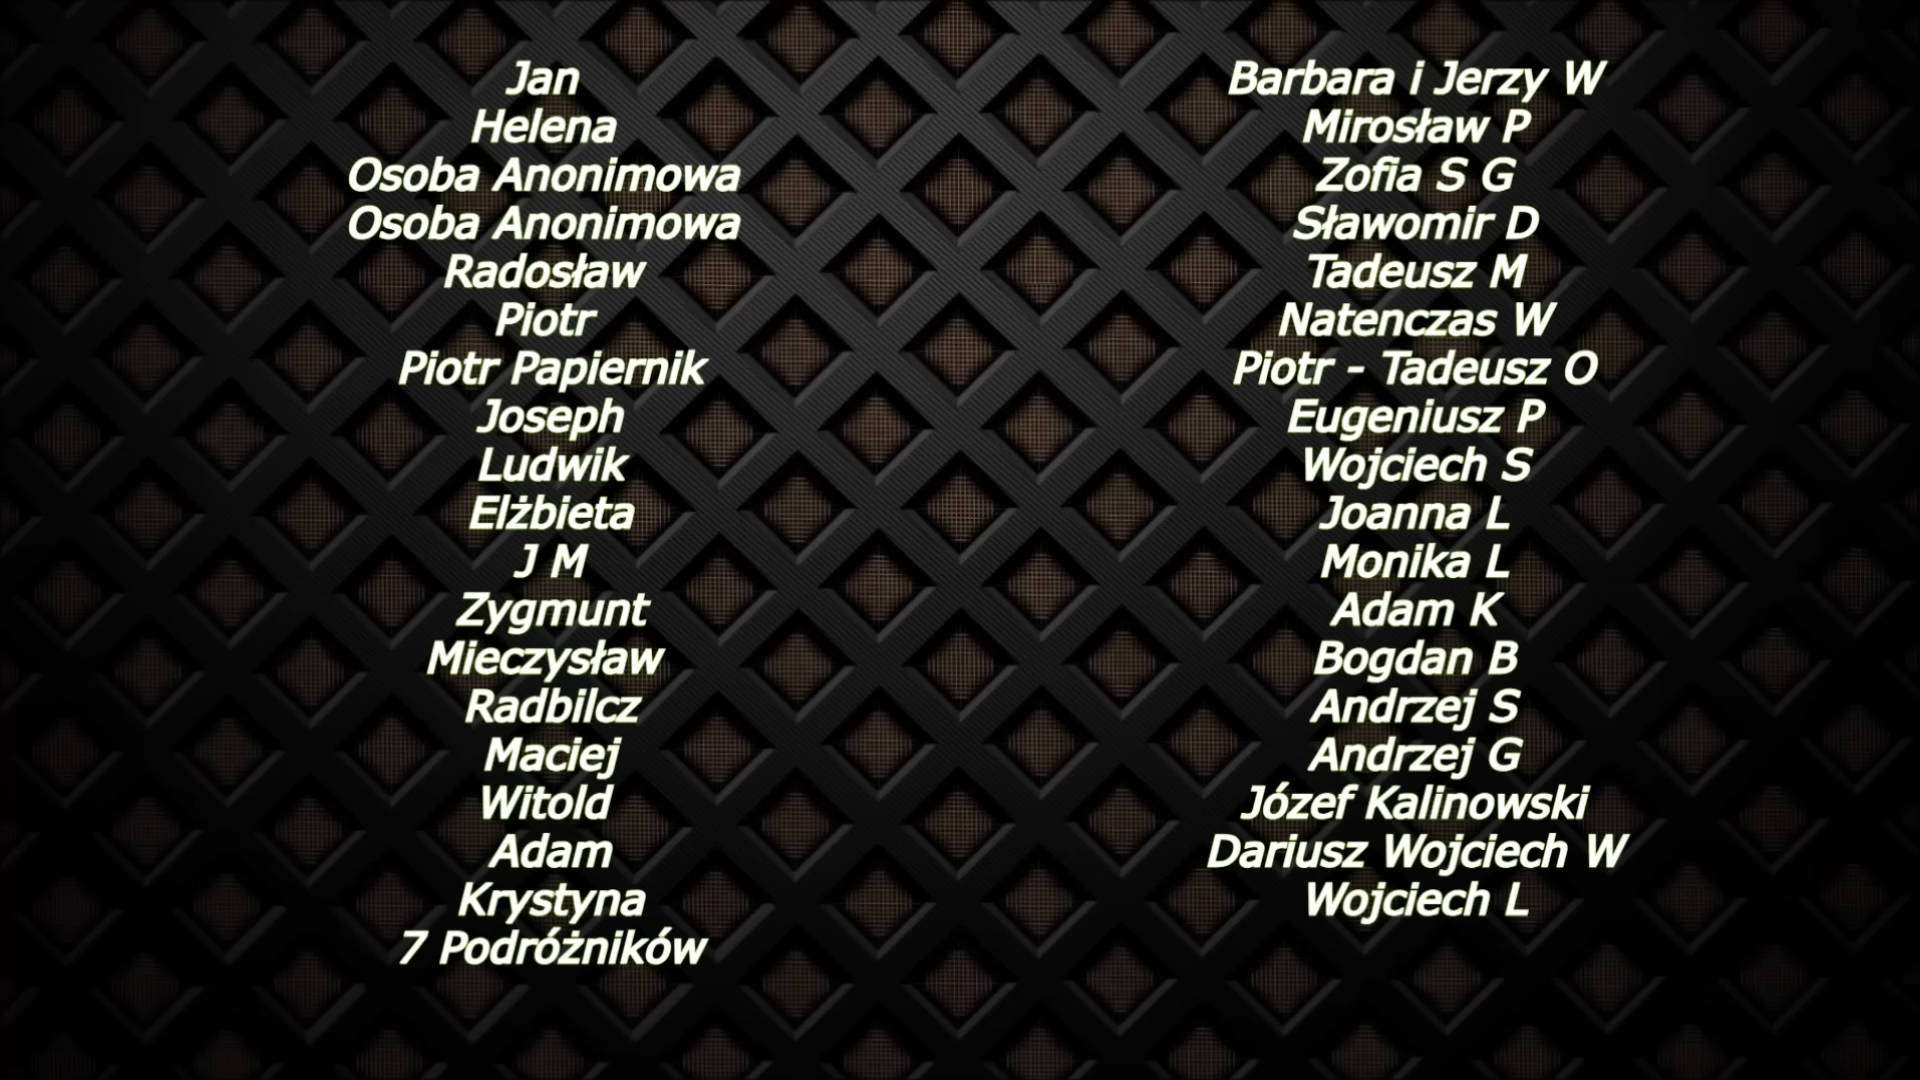 Jan
Helena
Osoba Anonimowa
Osoba Anonimowa
Radosław
Piotr
Piotr Papiernik
Joseph
Ludwik
Elżbieta
J M
Zygmunt
Mieczysław
Radbilcz
Maciej
Witold
Adam
Krystyna
7 Podróżników
Barbara i Jerzy W
Mirosław P
Zofia S G
Sławomir D
Tadeusz M
Natenczas W
Piotr - Tadeusz O
Eugeniusz P
Wojciech S
Joanna L
Monika L
Adam K
Bogdan B
Andrzej S
Andrzej G
Józef Kalinowski
Dariusz Wojciech W
Wojciech L